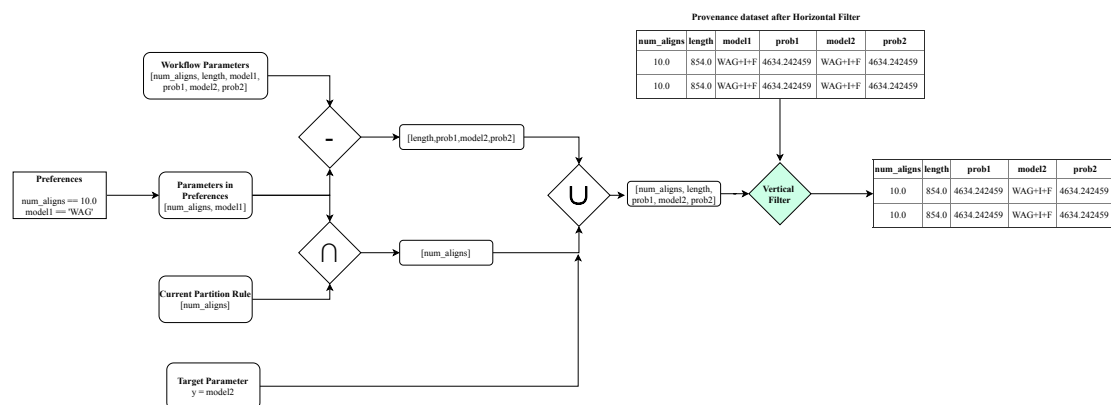 Provenance dataset after Horizontal Filter
num_aligns length model1 prob1 model2 prob2
10.0 854.0 WAG+I+F 4634.242459 WAG+I+F 4634.242459
10.0 854.0 WAG+I+F 4634.242459 WAG+I+F 4634.242459
Workflow Parameters
[num_aligns, length, model1,
prob1, model2, prob2]
-
[length,prob1,model2,prob2]
Preferences
num_aligns == 10.0
model1 == 'WAG'
Parameters in
Preferences
[num_aligns, model1]
∩
[num_aligns]
Current Partition Rule
[num_aligns]
Target Parameter
y = model2
∪
[num_aligns, length,
prob1, model2, prob2]
Vertical
Filter
num_aligns length prob1 model2 prob2
10.0 854.0 4634.242459 WAG+I+F 4634.242459
10.0 854.0 4634.242459 WAG+I+F 4634.242459